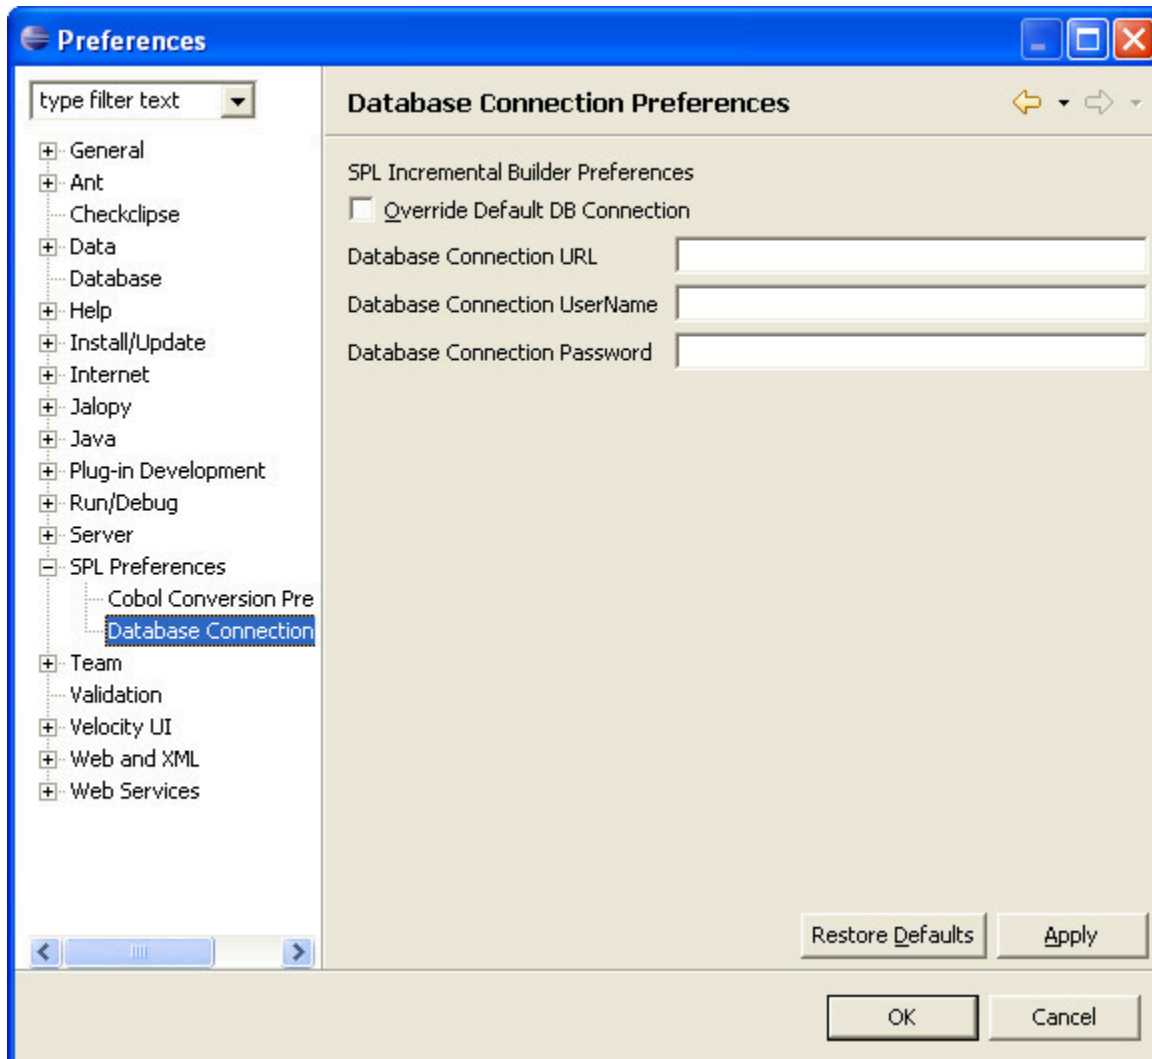 Preferences
type filter text
General
Ant
Checkclipse
Data
Database
Help
Install/Update
Internet
Jalopy
Java
Plug-in Development
Run/Debug
Server
SPL Preferences
Cobol Conversion Pre
Database Connection
Team
Validation
Velocity UI
Web and XML
Web Services
Database Connection Preferences
SPL Incremental Builder Preferences
Override Default DB Connection
Database Connection URL
Database Connection UserName
Database Connection Password
Restore Defaults Apply
OK Cancel